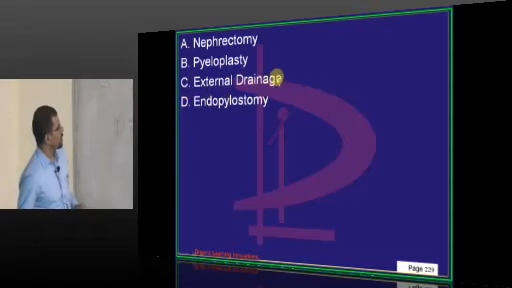 A. Nephrectomy
B. Pyeloplasty
C. External Drainage
D. Endopylostomy
Page 229